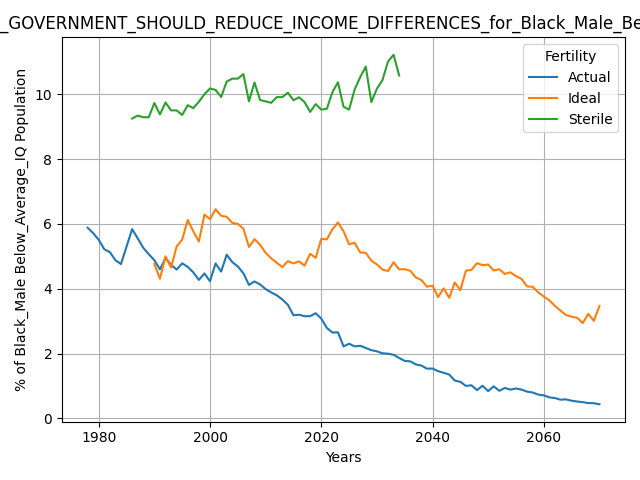 _GOVERNMENT_SHOULD_REDUCE_INCOME_DIFFERENCES_for_Black_Male_Be
Fertility
Actual
Ideal
Sterile
% of Black_Male Below_Average_IQ Population
10
8
6
4
2
0
1980 2000 2020 2040 2060
Years